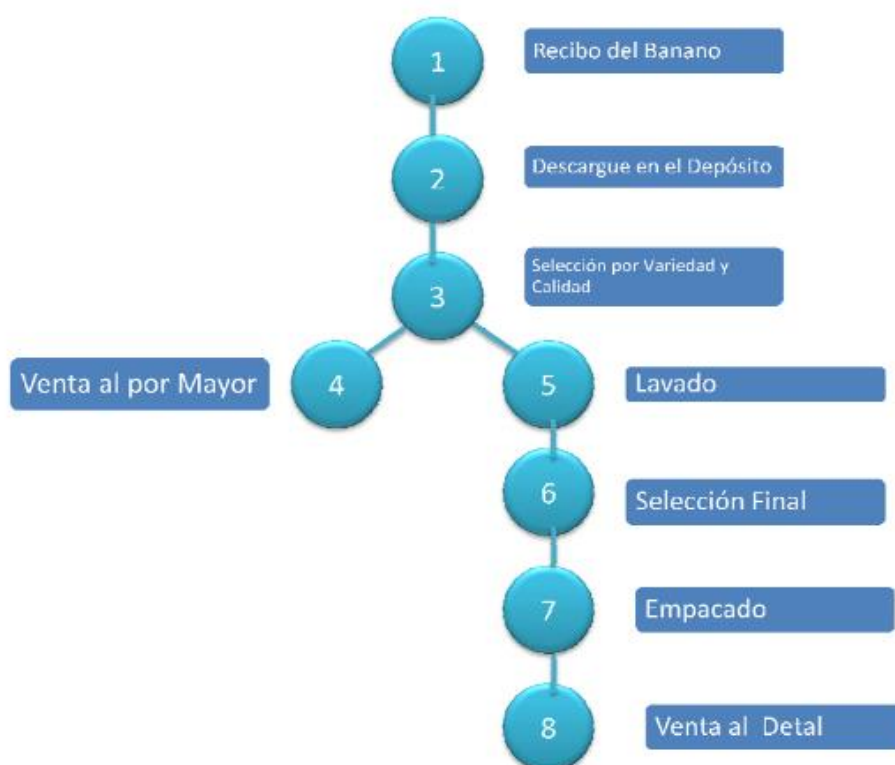 1
Recibo del Banano
2
Descargue en el Depósito
3
Selección por Variedad y
Calidad
Venta al por Mayor
4
5
Lavado
6
Selección Final
7
Empacado
8
Venta al Detal